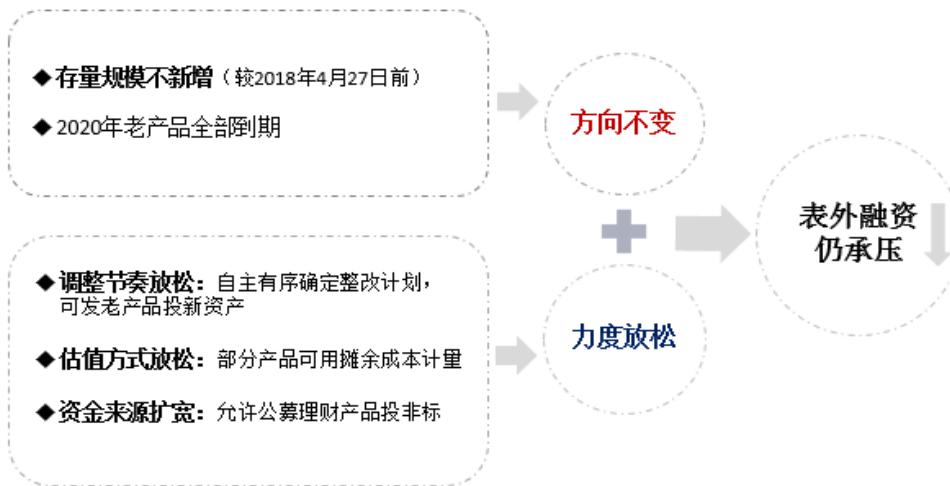 ◆存量规模不新增（较2018年4月27日前）
◆2020年老产品全部到期
方向不变
◆调整节奏放松：自主有序确定整改计划，
可发老产品投新资产
◆估值方式放松：部分产品可用摊余成本计量
◆资金来源扩宽：允许公募理财产品投非标
力度放松
表外融资
仍承压